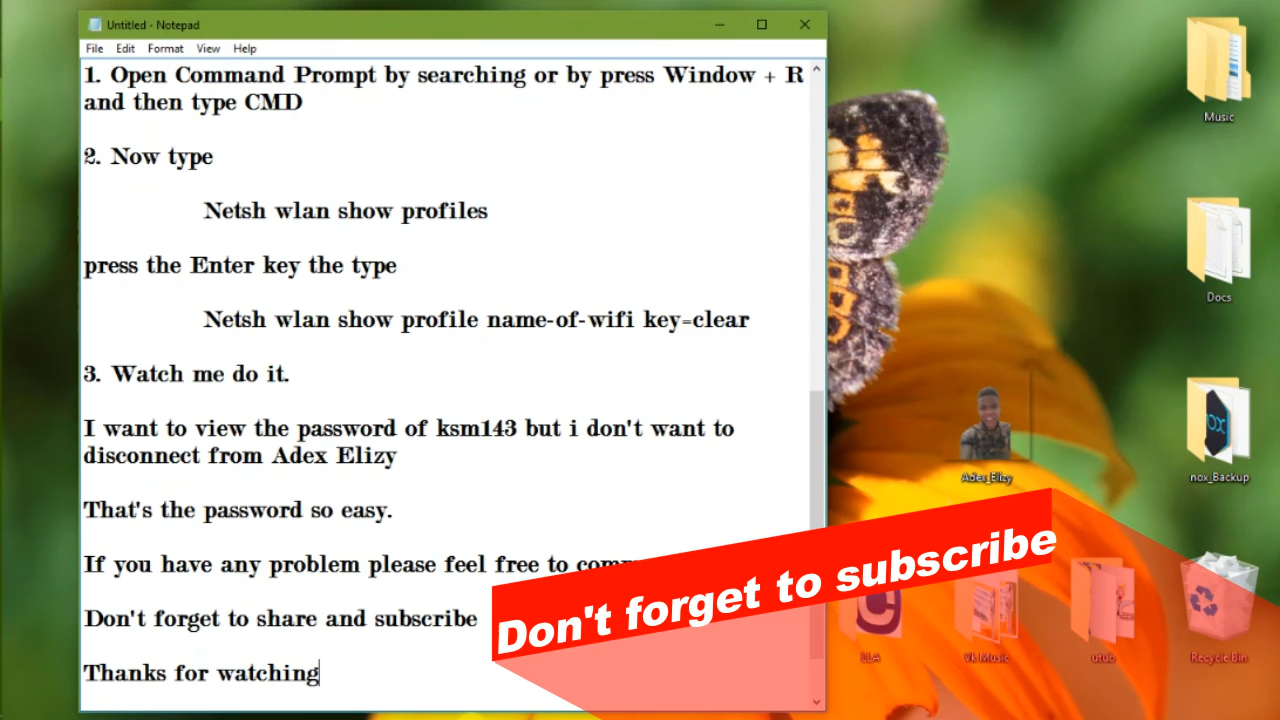 Untitled - Notepad
File Edit Format View Help
1. Open Command Prompt by searching or by press Window + R
and then type CMD
2. Now type
Netsh wlan show profiles
press the Enter key the type
Netsh wlan show profile name-of-wifi key=clear
3. Watch me do it.
I want to view the password of ksm143 but i don't want to
disconnect from Adex Elizy
That's the password so easy.
If you have any problem please feel free to
Don't forget to share and subscribe
Thanks for watching
Don't forget to subscribe
Music
Docs
nox_Backup
Adex_Elizy
LLA
Vk Music
utub
Recycle Bin